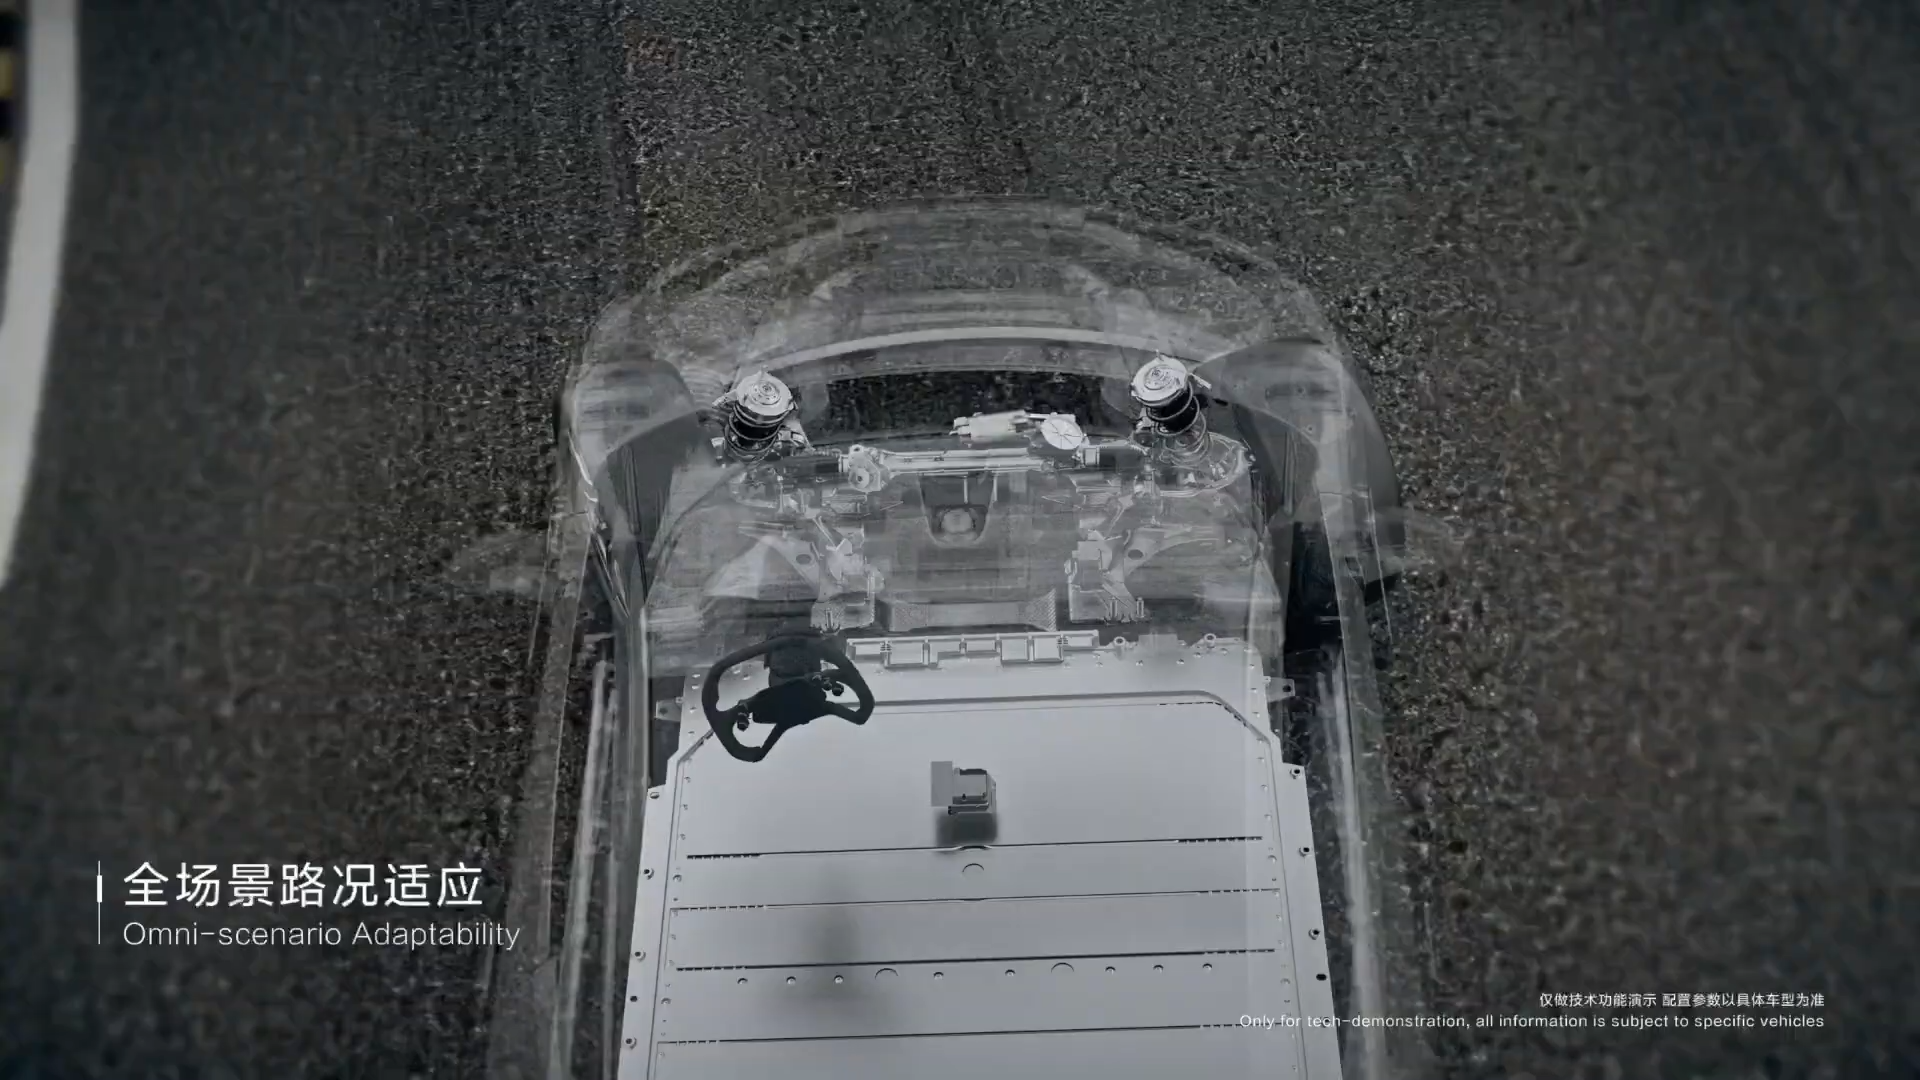 全场景路况适应
Omni-scenario Adaptability
仅做技术功能演示 配置参数以具体车型为准
Only for tech-demonstration, all information is subject to specific vehicles